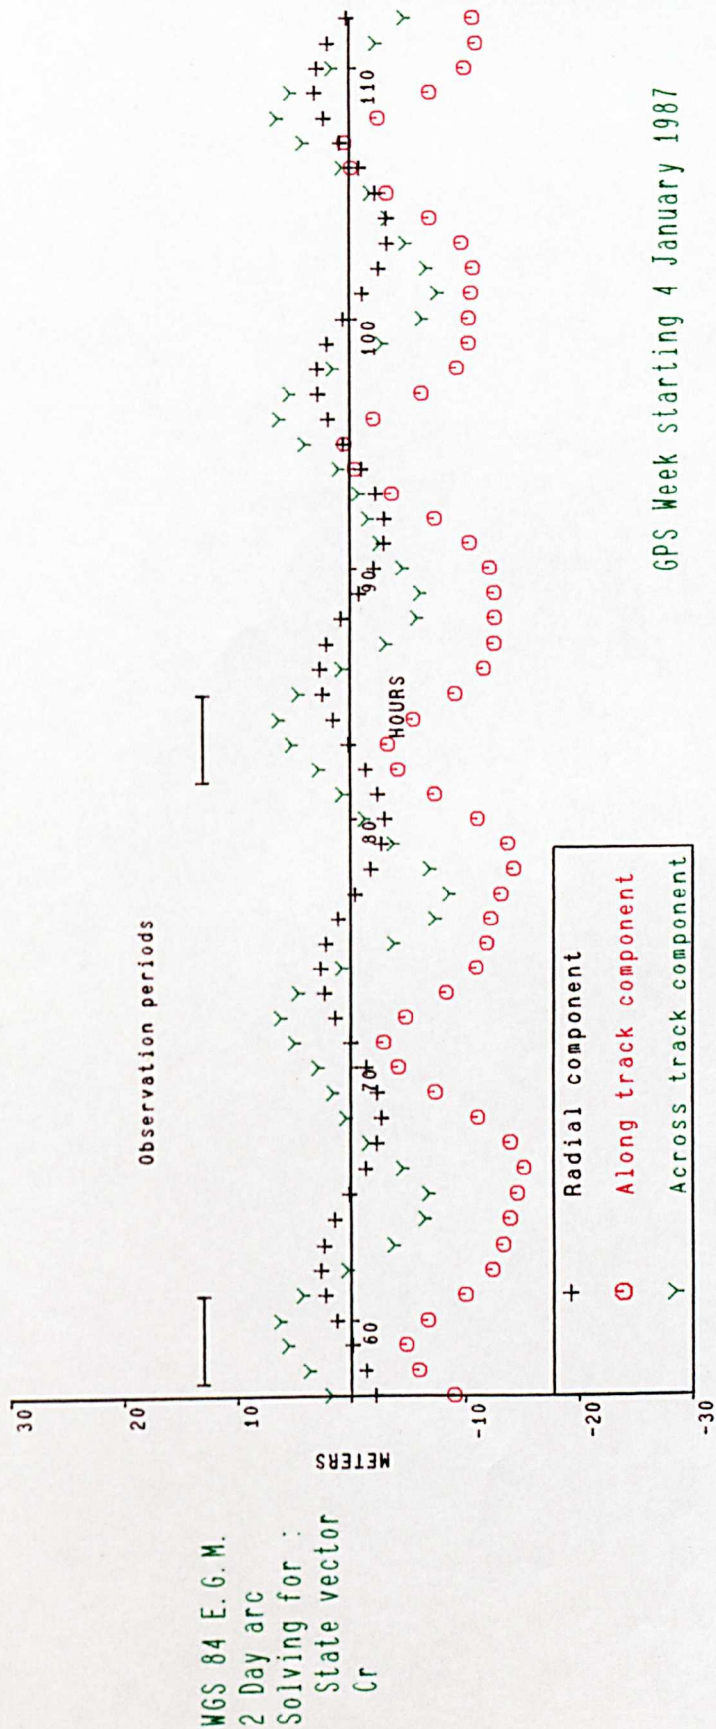 WGS 84 E.G.M.
2 Day arc
Solving for :
State vector
Cr
METERS
30
20
10
-10
-20
-30
Observation periods
60
70
80
90
100
110
HOURS
Radial component
Along track component
Across track component
GPS Week starting 4 January 1987